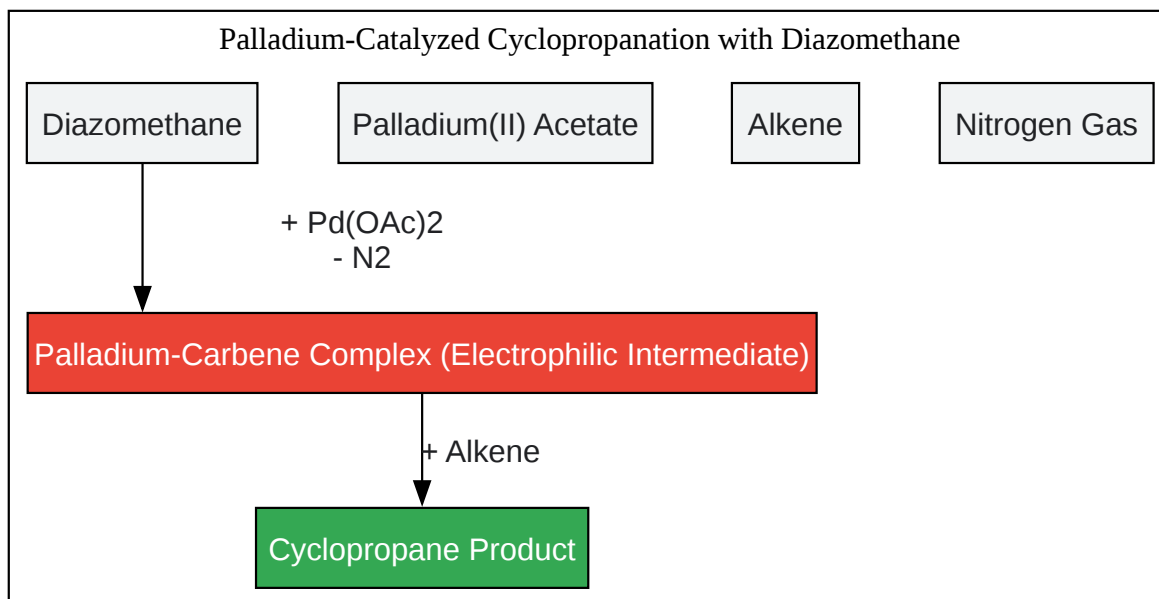 Palladium-Catalyzed Cyclopropanation with Diazomethane
Diazomethane
Palladium(II) Acetate
Alkene
Nitrogen Gas
+ Pd(OAc)2
- N2
Palladium-Carbene Complex (Electrophilic Intermediate)
+ Alkene
Cyclopropane Product